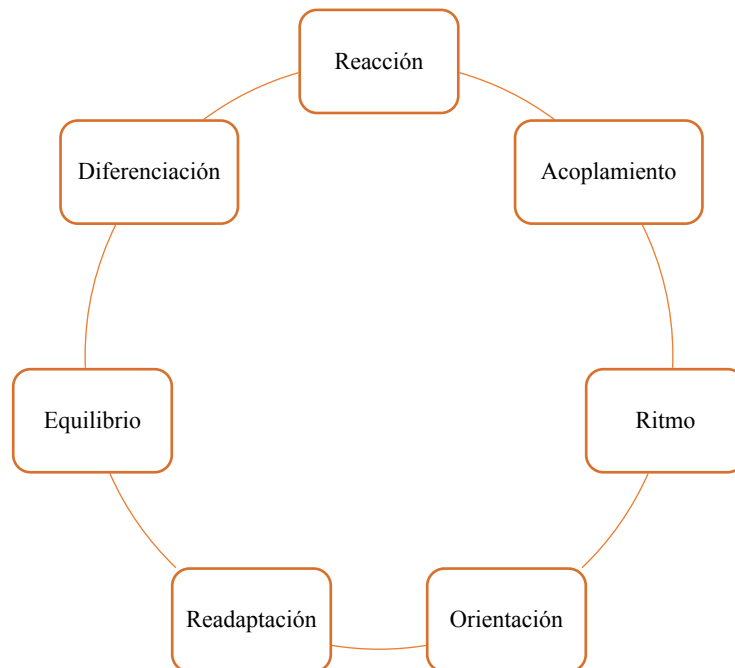 Reacción
Acoplamiento
Ritmo
Orientación
Readaptación
Equilibrio
Diferenciación